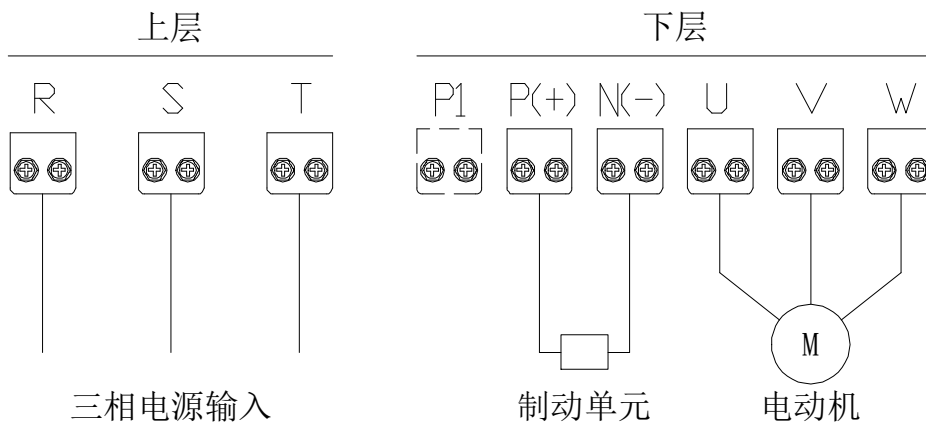 上层 下层
R S T P1 P(+) N(-) U V W
M
三相电源输入 制动单元 电动机